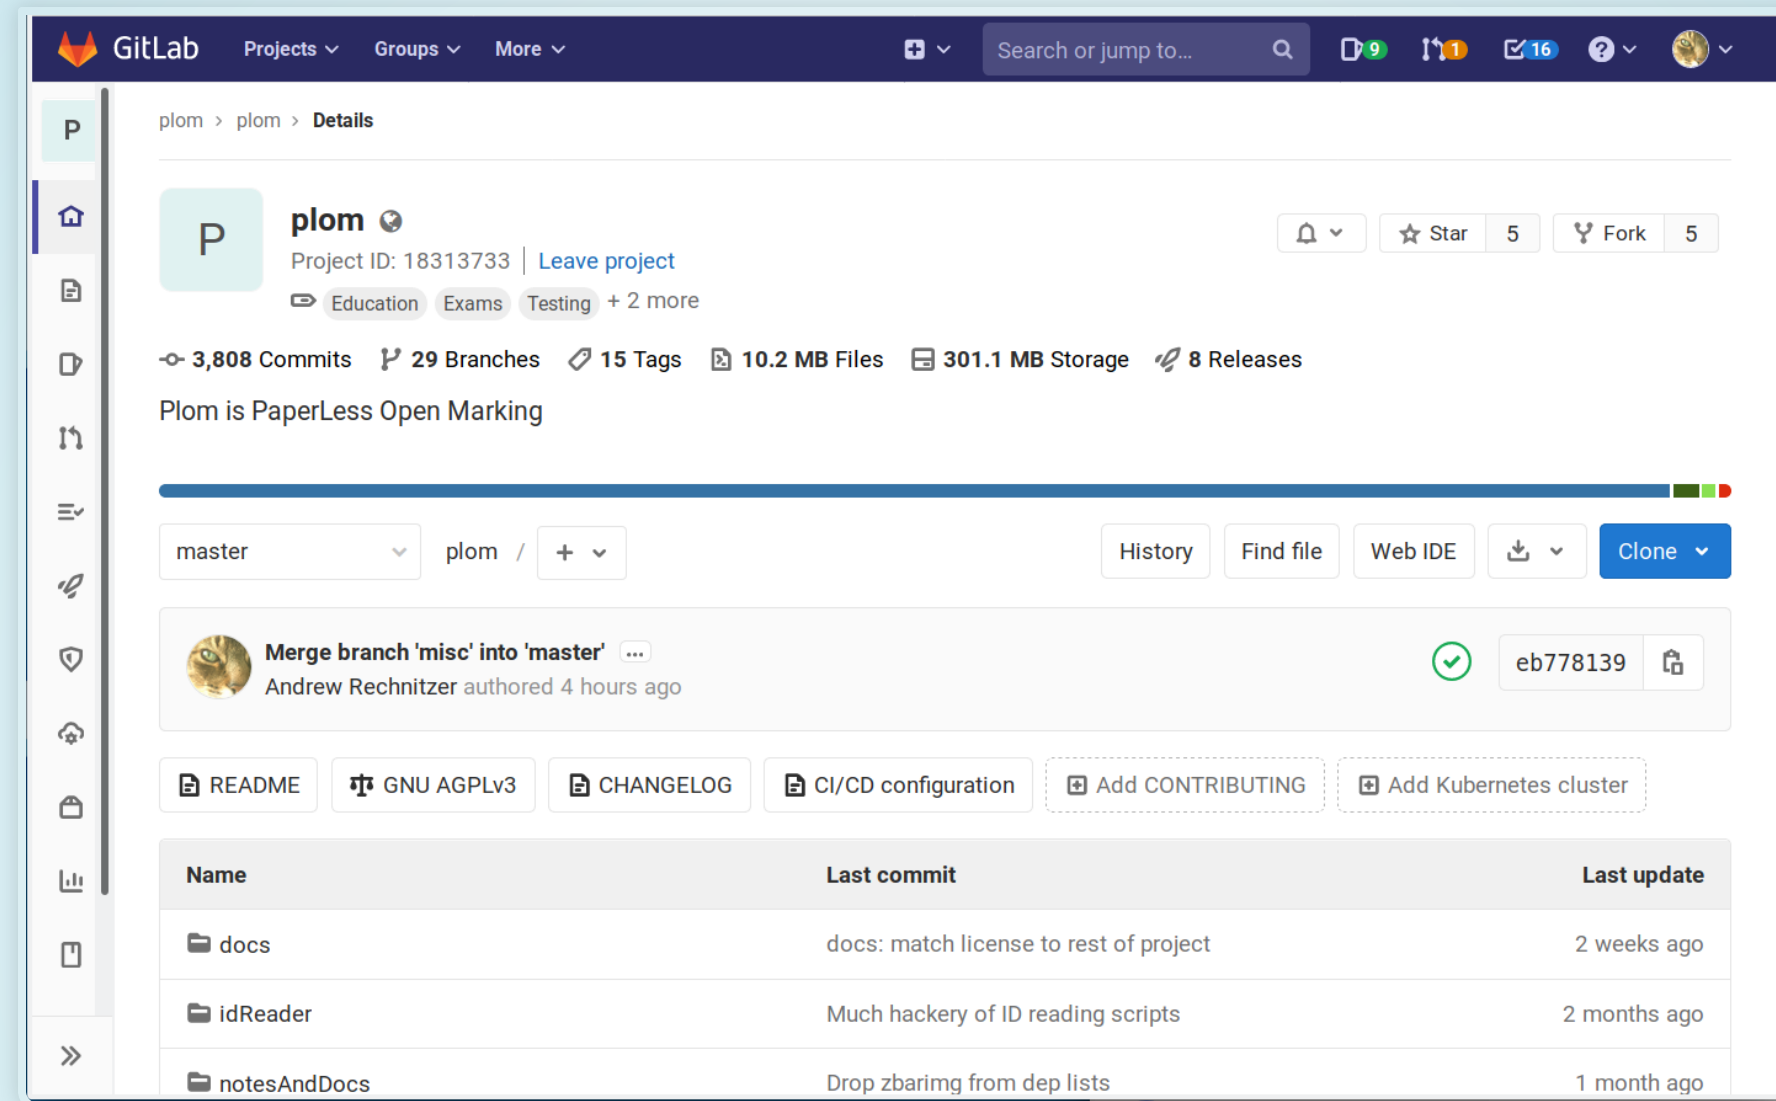 GitLab Projects Groups More Search or jump to... 9 1 16 ?
P
plom > plom > Details
P
plom
Project ID: 18313733 Leave project
Education Exams Testing + 2 more
Star 5 Fork 5
3,808 Commits 29 Branches 15 Tags 10.2 MB Files 301.1 MB Storage 8 Releases
Plom is PaperLess Open Marking
master plom / + History Find file Web IDE Clone
Merge branch 'misc' into 'master' ...
Andrew Rechnitzer authored 4 hours ago
eb778139
README GNU AGPLv3 CHANGELOG CI/CD configuration Add CONTRIBUTING Add Kubernetes cluster
Name Last commit Last update
docs docs: match license to rest of project 2 weeks ago
idReader Much hackery of ID reading scripts 2 months ago
notesAndDocs Drop zbarimg from dep lists 1 month ago